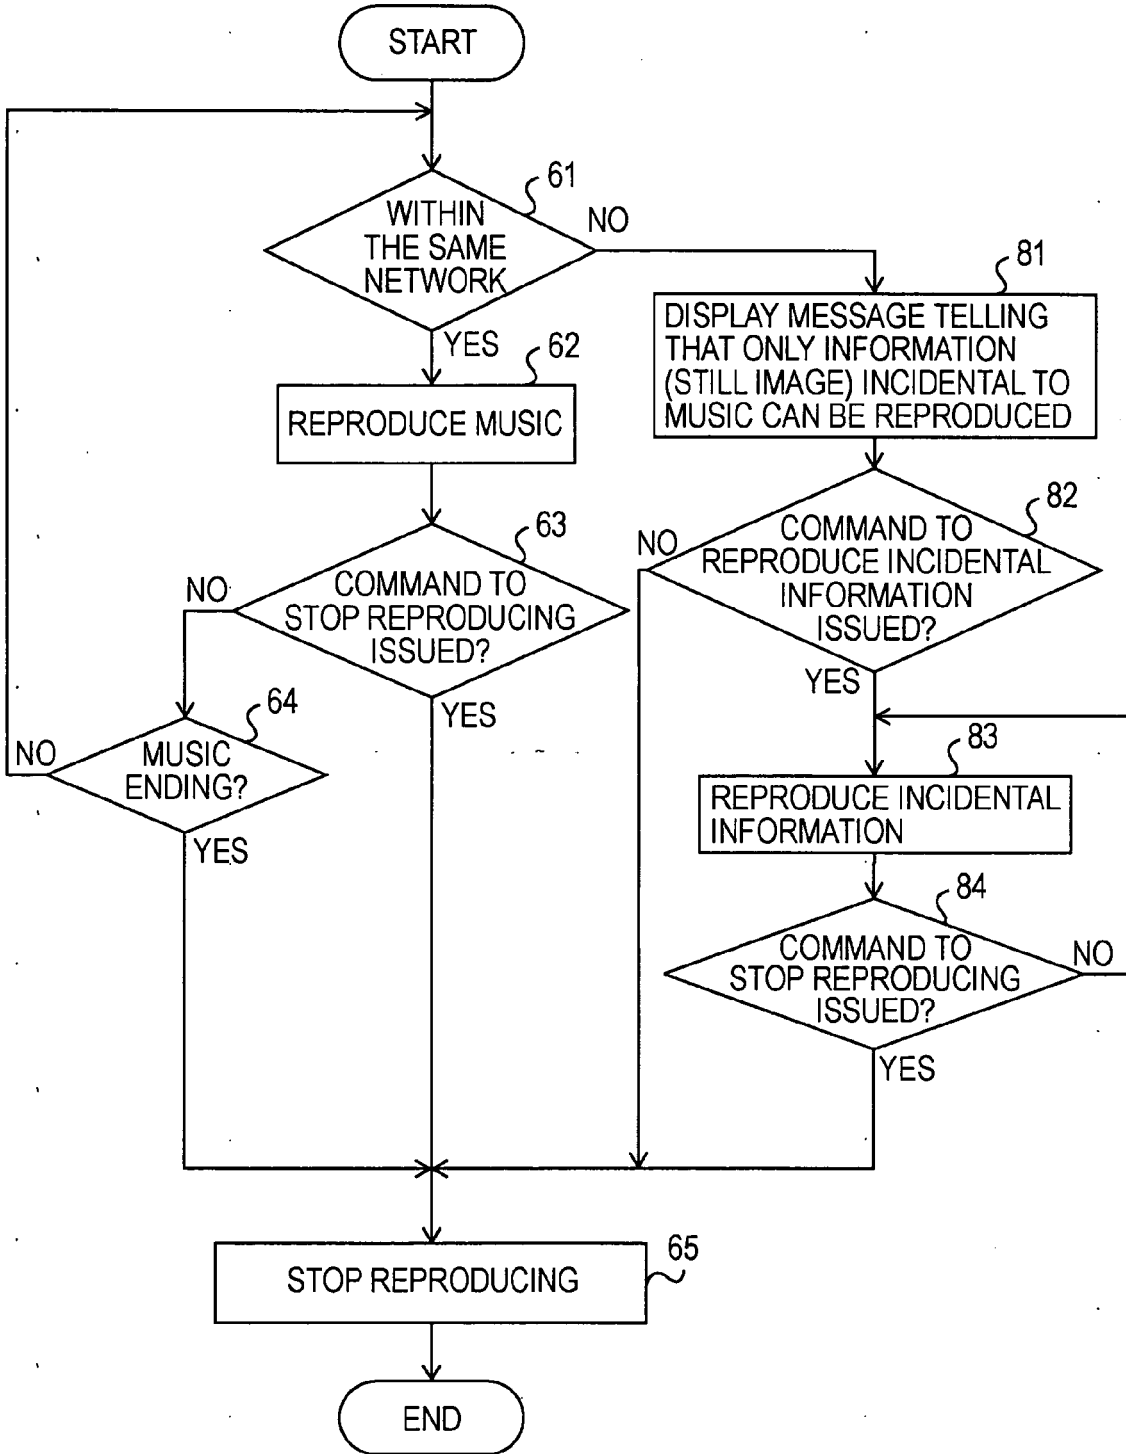 START
61
WITHIN
THE SAME
NETWORK
NO
YES
81
DISPLAY MESSAGE TELLING
THAT ONLY INFORMATION
(STILL IMAGE) INCIDENTAL TO
MUSIC CAN BE REPRODUCED
62
REPRODUCE MUSIC
82
COMMAND TO
REPRODUCE INCIDENTAL
INFORMATION
ISSUED?
NO
YES
63
COMMAND TO
STOP REPRODUCING
ISSUED?
NO
YES
64
MUSIC
ENDING?
NO
YES
83
REPRODUCE INCIDENTAL
INFORMATION
84
COMMAND TO
STOP REPRODUCING
ISSUED?
NO
YES
65
STOP REPRODUCING
END